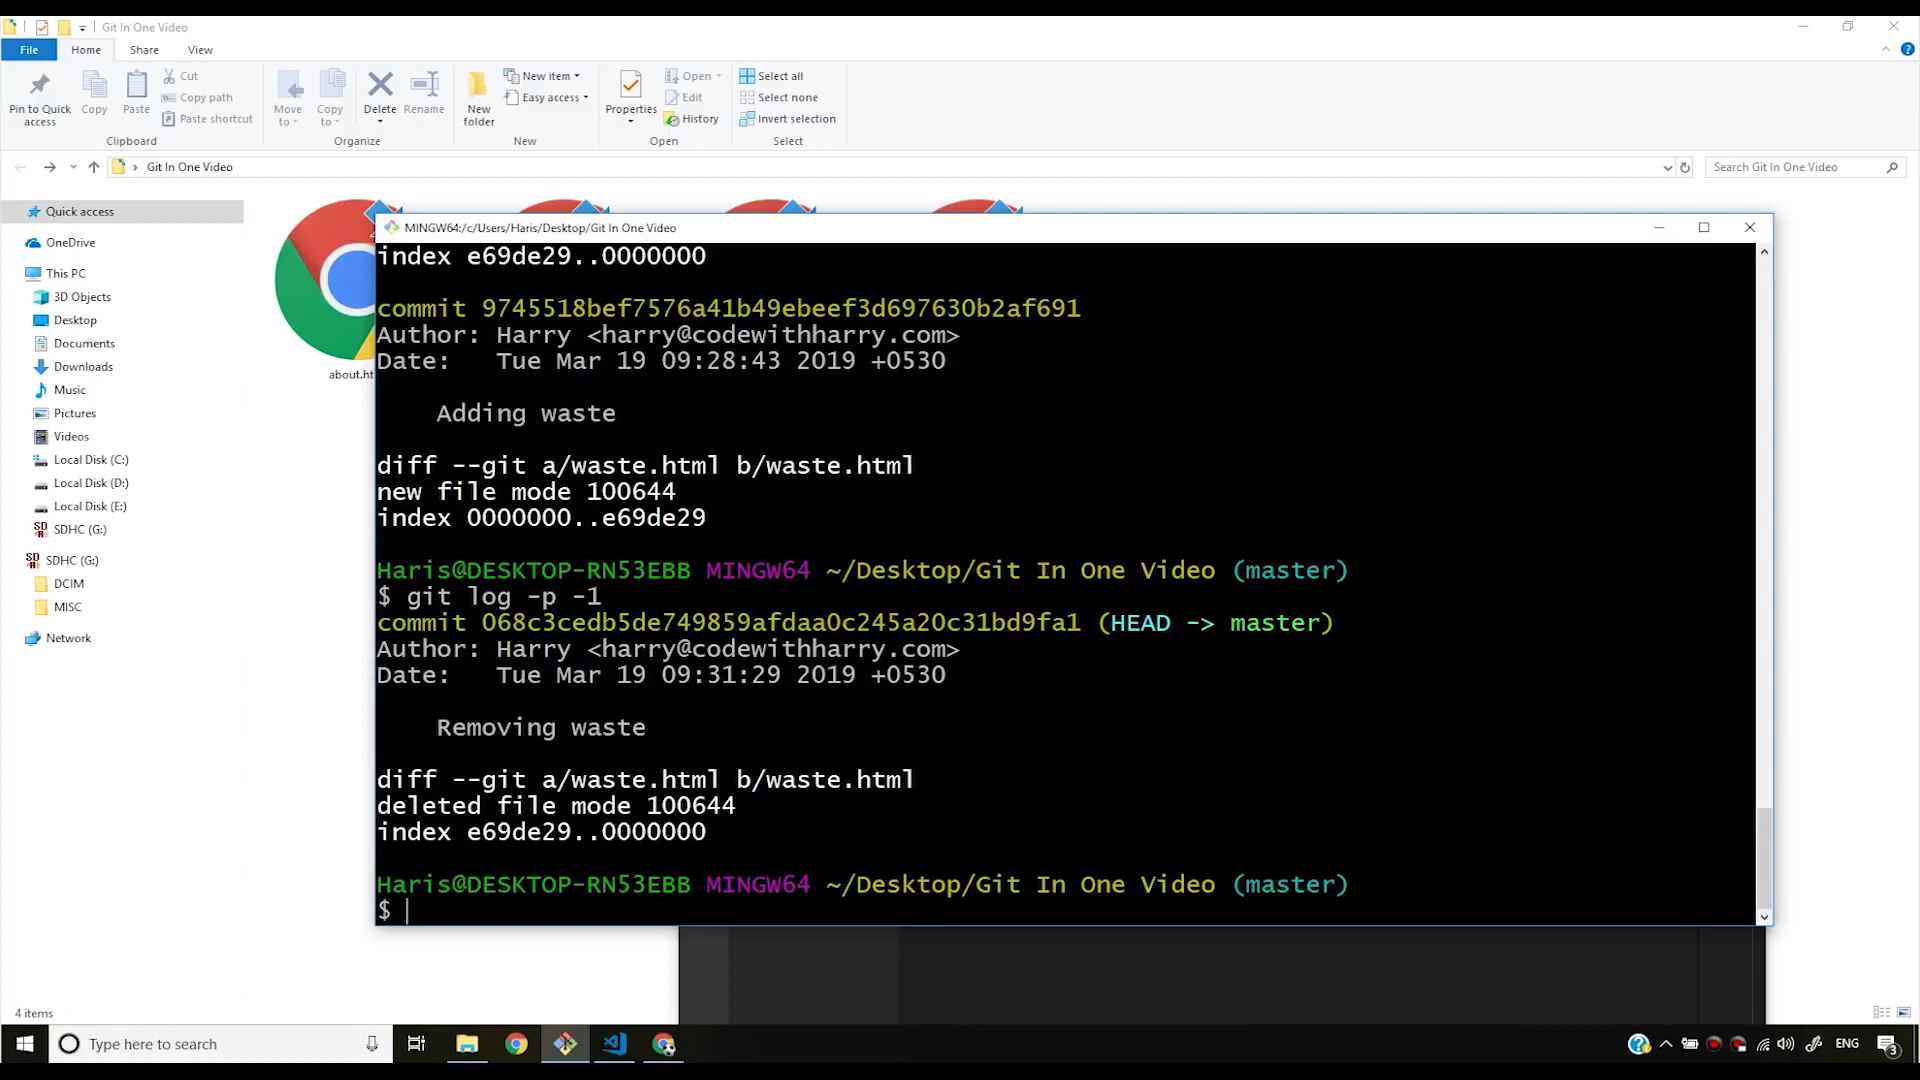 Git In One Video
File Home Share View
Pin to Quick access
Copy
Paste
Cut
Copy path
Paste shortcut
Clipboard
Move to
Copy to
Delete
Rename
Organize
New folder
New item
Easy access
New
Properties
Open
Edit
History
Open
Select all
Select none
Invert selection
Select
Git In One Video
Search Git In One Video
Quick access
OneDrive
This PC
3D Objects
Desktop
Documents
Downloads
Music
Pictures
Videos
Local Disk (C:)
Local Disk (D:)
Local Disk (E:)
SDHC (G:)
SDHC (G:)
DCIM
MISC
Network
about.ht
MINGW64:/c/Users/Haris/Desktop/Git In One Video
index e69de29..0000000
commit 9745518bef7576a41b49ebeef3d697630b2af691
Author: Harry <harry@codewithharry.com>
Date:   Tue Mar 19 09:28:43 2019 +0530
Adding waste
diff --git a/waste.html b/waste.html
new file mode 100644
index 0000000..e69de29
Haris@DESKTOP-RN53EBB MINGW64 ~/Desktop/Git In One Video (master)
$ git log -p -1
commit 068c3cedb5de749859afdaa0c245a20c31bd9fa1 (HEAD -> master)
Author: Harry <harry@codewithharry.com>
Date:   Tue Mar 19 09:31:29 2019 +0530
Removing waste
diff --git a/waste.html b/waste.html
deleted file mode 100644
index e69de29..0000000
Haris@DESKTOP-RN53EBB MINGW64 ~/Desktop/Git In One Video (master)
$
4 items
Type here to search
ENG
3